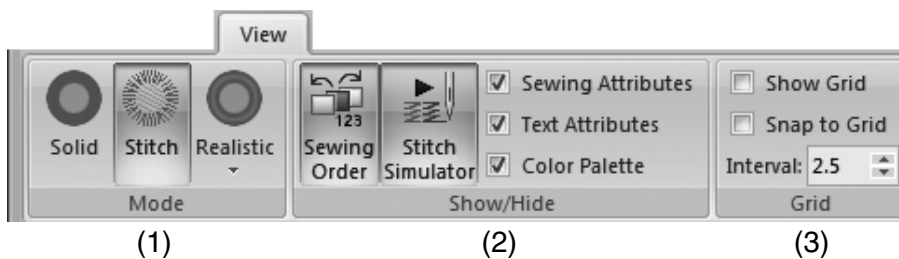 View
Solid
Stitch
Realistic
Sewing Order
123
Stitch Simulator
Sewing Attributes
Text Attributes
Color Palette
Show Grid
Snap to Grid
Interval: 2.5
Mode
Show/Hide
Grid
(1)
(2)
(3)